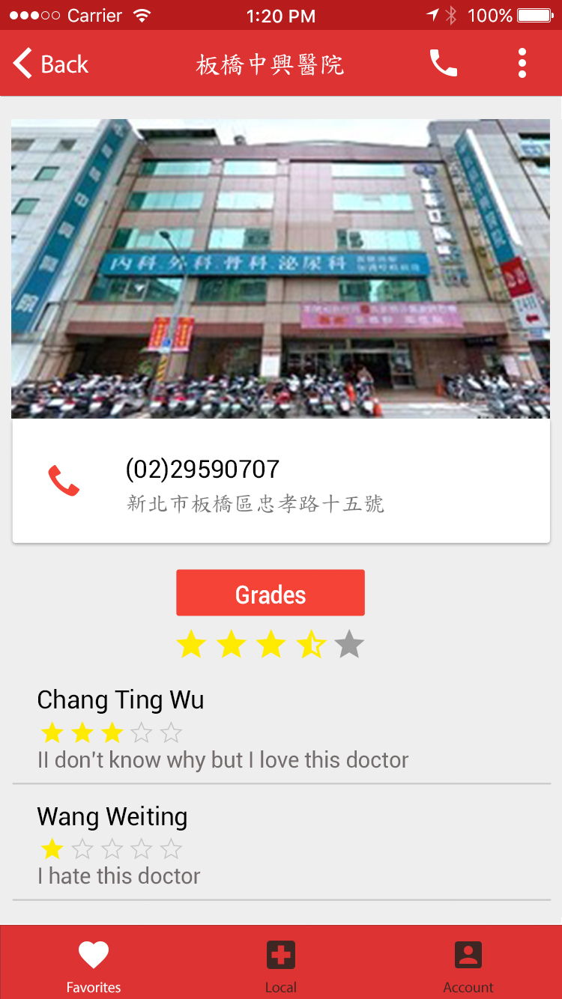 Carrier 1:20 PM 100%
Back 板橋中興醫院
內科.外科.骨科.泌尿科
(02)29590707
新北市板橋區忠孝路十五號
Grades
Chang Ting Wu
II don't know why but I love this doctor
Wang Weiting
I hate this doctor
Favorites Local Account